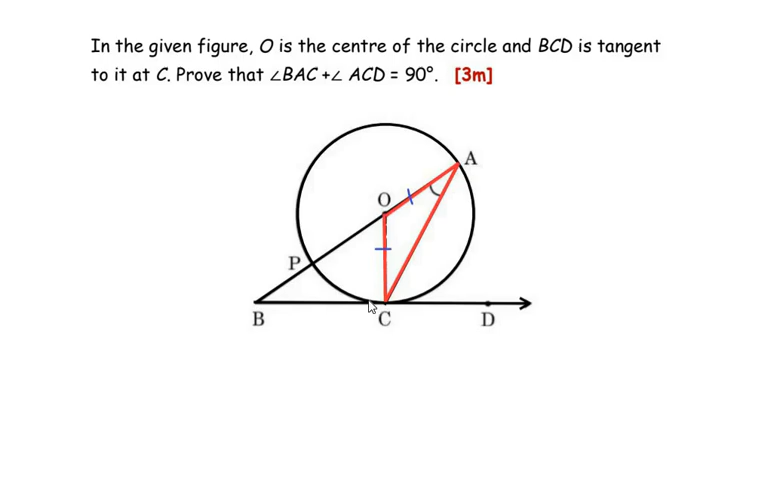 In the given figure, O is the centre of the circle and BCD is tangent
to it at C. Prove that ∠BAC +∠ ACD = 90°. [3m]
A
O
P
B
C
D